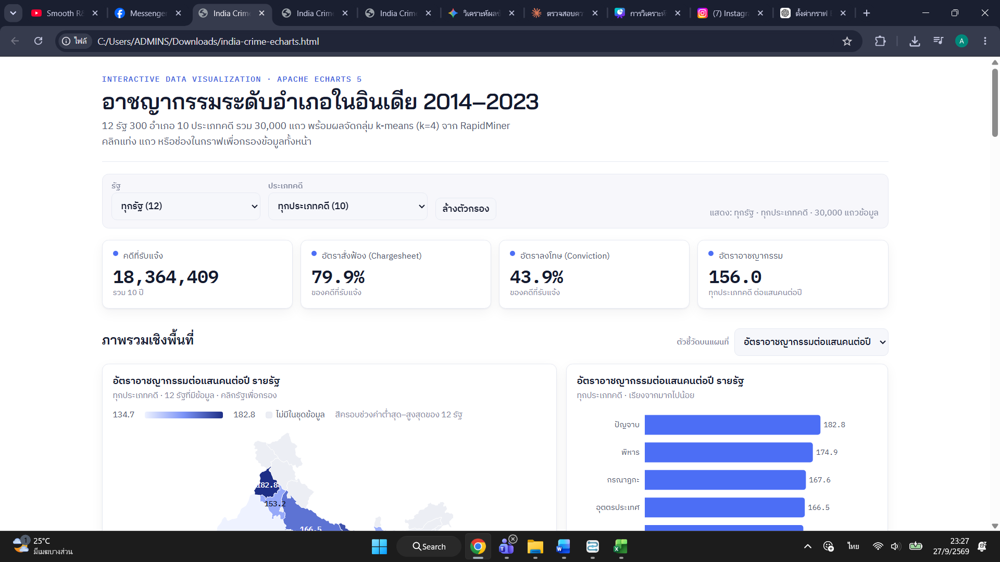 Smooth R&
Messenger
India Crime
India Crime
India Crime
วิเคราะห์ผลข
ตรวจสอบคว
การวิเคราะห์
(7) Instagr
ตั้งค่ากราฟ
ไฟล์
C:/Users/ADMINS/Downloads/india-crime-echarts.html
A
INTERACTIVE DATA VISUALIZATION · APACHE ECHARTS 5
อาชญากรรมระดับอำเภอในอินเดีย 2014–2023
12 รัฐ 300 อำเภอ 10 ประเภทคดี รวม 30,000 แถว พร้อมผลจัดกลุ่ม k-means (k=4) จาก RapidMiner
คลิกแท่ง แถว หรือช่องในกราฟเพื่อกรองข้อมูลทั้งหน้า
รัฐ
ประเภทคดี
ทุกรัฐ (12)
ทุกประเภทคดี (10)
ล้างตัวกรอง
แสดง: ทุกรัฐ · ทุกประเภทคดี · 30,000 แถวข้อมูล
คดีที่รับแจ้ง
18,364,409
รวม 10 ปี
อัตราสั่งฟ้อง (Chargesheet)
79.9%
ของคดีที่รับแจ้ง
อัตราลงโทษ (Conviction)
43.9%
ของคดีที่รับแจ้ง
อัตราอาชญากรรม
156.0
ทุกประเภทคดี ต่อแสนคนต่อปี
ภาพรวมเชิงพื้นที่
ตัวชี้วัดบนแผนที่
อัตราอาชญากรรมต่อแสนคนต่อปี
อัตราอาชญากรรมต่อแสนคนต่อปี รายรัฐ
ทุกประเภทคดี · 12 รัฐที่มีข้อมูล · คลิกรัฐเพื่อกรอง
134.7
182.8
ไม่มีในชุดข้อมูล
สีครอบช่วงค่าต่ำสุด–สูงสุดของ 12 รัฐ
182.8
153.2
166.5
อัตราอาชญากรรมต่อแสนคนต่อปี รายรัฐ
ทุกประเภทคดี · เรียงจากมากไปน้อย
ปัญจาบ
182.8
พิหาร
174.9
กรณาฏกะ
167.6
อุตตรประเทศ
166.5
1
25°C
มีเมฆบางส่วน
Search
ไทย
23:27
27/9/2569